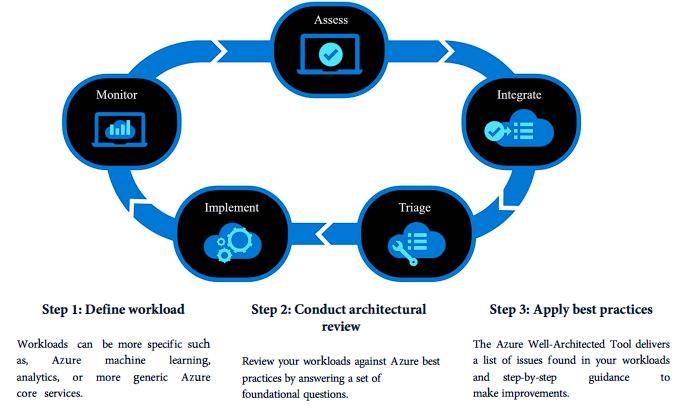 Assess
Monitor
Integrate
Implement
Triage
Step 1: Define workload
Workloads can be more specific such
as, Azure machine learning,
analytics, or more generic Azure
core services.
Step 2: Conduct architectural
review
Review your workloads against Azure best
practices by answering a set of
foundational questions.
Step 3: Apply best practices
The Azure Well-Architected Tool delivers
a list of issues found in your workloads
and step-by-step guidance to
make improvements.